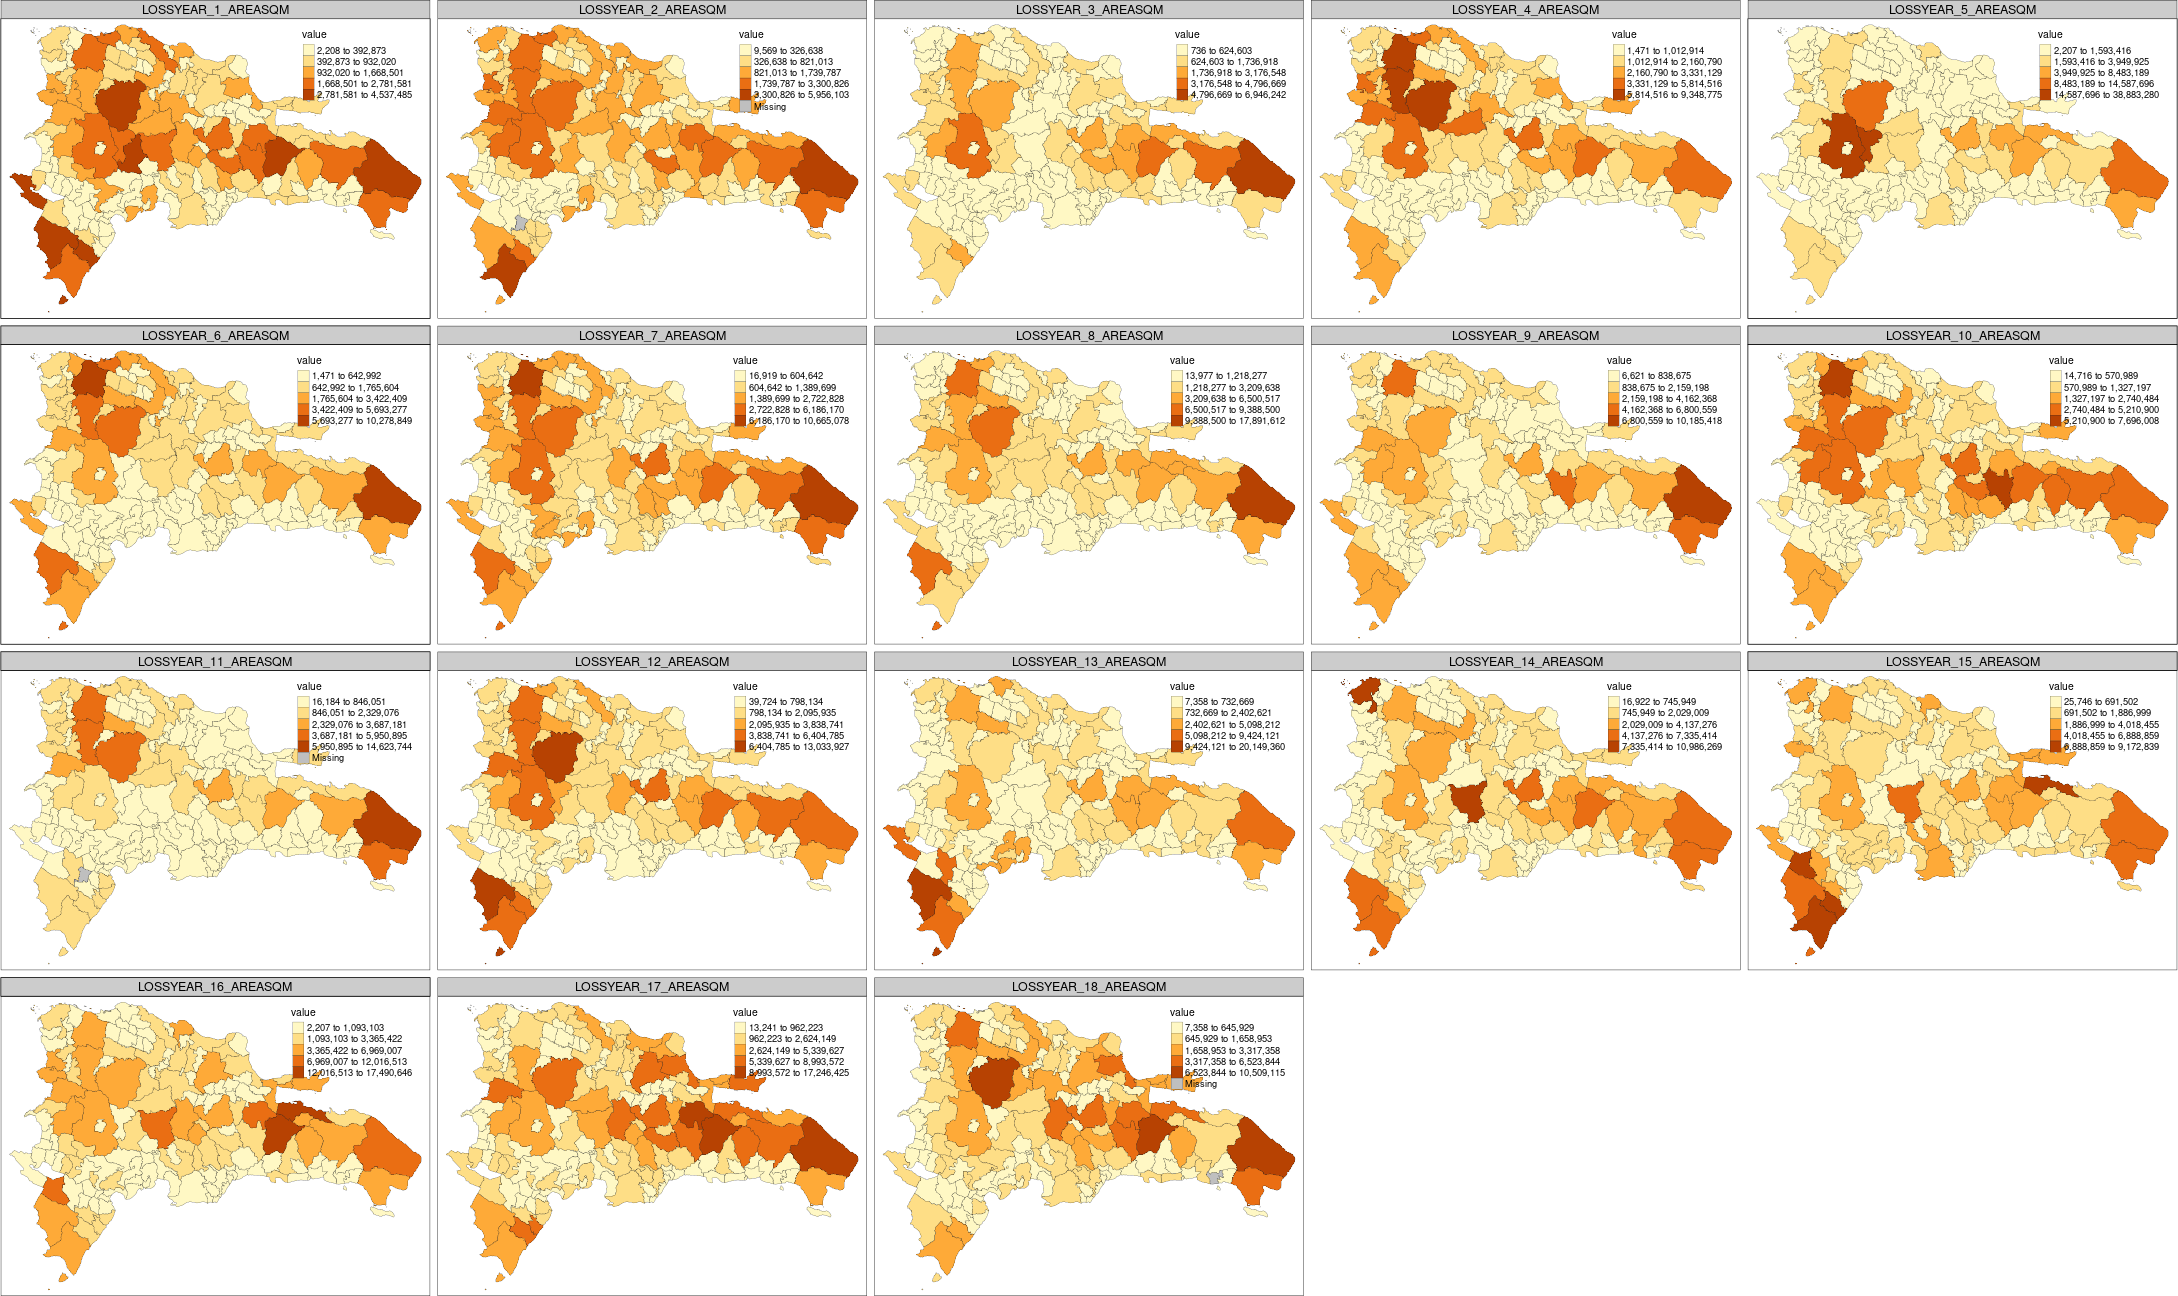 LOSSYEAR_1_AREASQM
value
2,208 to 392,873
392,873 to 932,020
932,020 to 1,668,501
1,668,501 to 2,781,581
2,781,581 to 4,537,485
LOSSYEAR_2_AREASQM
value
9,569 to 326,638
326,638 to 821,013
821,013 to 1,739,787
1,739,787 to 3,300,826
3,300,826 to 5,956,103
Missing
LOSSYEAR_3_AREASQM
value
736 to 624,603
624,603 to 1,736,918
1,736,918 to 3,176,548
3,176,548 to 4,796,669
4,796,669 to 6,946,242
LOSSYEAR_4_AREASQM
value
1,471 to 1,012,914
1,012,914 to 2,160,790
2,160,790 to 3,331,129
3,331,129 to 5,814,516
5,814,516 to 9,348,775
LOSSYEAR_5_AREASQM
value
2,207 to 1,593,416
1,593,416 to 3,949,925
3,949,925 to 8,483,189
8,483,189 to 14,587,696
14,587,696 to 38,883,280
LOSSYEAR_6_AREASQM
value
1,471 to 642,992
642,992 to 1,765,604
1,765,604 to 3,422,409
3,422,409 to 5,693,277
5,693,277 to 10,278,849
LOSSYEAR_7_AREASQM
value
16,919 to 604,642
604,642 to 1,389,699
1,389,699 to 2,722,828
2,722,828 to 6,186,170
6,186,170 to 10,665,078
LOSSYEAR_8_AREASQM
value
13,977 to 1,218,277
1,218,277 to 3,209,638
3,209,638 to 6,500,517
6,500,517 to 9,388,500
9,388,500 to 17,891,612
LOSSYEAR_9_AREASQM
value
6,621 to 838,675
838,675 to 2,159,198
2,159,198 to 4,162,368
4,162,368 to 6,800,559
6,800,559 to 10,185,418
LOSSYEAR_10_AREASQM
value
14,716 to 570,989
570,989 to 1,327,197
1,327,197 to 2,740,484
2,740,484 to 5,210,900
5,210,900 to 7,696,008
LOSSYEAR_11_AREASQM
value
16,184 to 846,051
846,051 to 2,329,076
2,329,076 to 3,687,181
3,687,181 to 5,950,895
5,950,895 to 14,623,744
Missing
LOSSYEAR_12_AREASQM
value
39,724 to 798,134
798,134 to 2,095,935
2,095,935 to 3,838,741
3,838,741 to 6,404,785
6,404,785 to 13,033,927
LOSSYEAR_13_AREASQM
value
7,358 to 732,669
732,669 to 2,402,621
2,402,621 to 5,098,212
5,098,212 to 9,424,121
9,424,121 to 20,149,360
LOSSYEAR_14_AREASQM
value
16,922 to 745,949
745,949 to 2,029,009
2,029,009 to 4,137,276
4,137,276 to 7,335,414
7,335,414 to 10,986,269
LOSSYEAR_15_AREASQM
value
25,746 to 691,502
691,502 to 1,886,999
1,886,999 to 4,018,455
4,018,455 to 6,888,859
6,888,859 to 9,172,839
LOSSYEAR_16_AREASQM
value
2,207 to 1,093,103
1,093,103 to 3,365,422
3,365,422 to 6,969,007
6,969,007 to 12,016,513
12,016,513 to 17,490,646
LOSSYEAR_17_AREASQM
value
13,241 to 962,223
962,223 to 2,624,149
2,624,149 to 5,339,627
5,339,627 to 8,993,572
8,993,572 to 17,246,425
LOSSYEAR_18_AREASQM
value
7,358 to 645,929
645,929 to 1,658,953
1,658,953 to 3,317,358
3,317,358 to 6,523,844
6,523,844 to 10,509,115
Missing